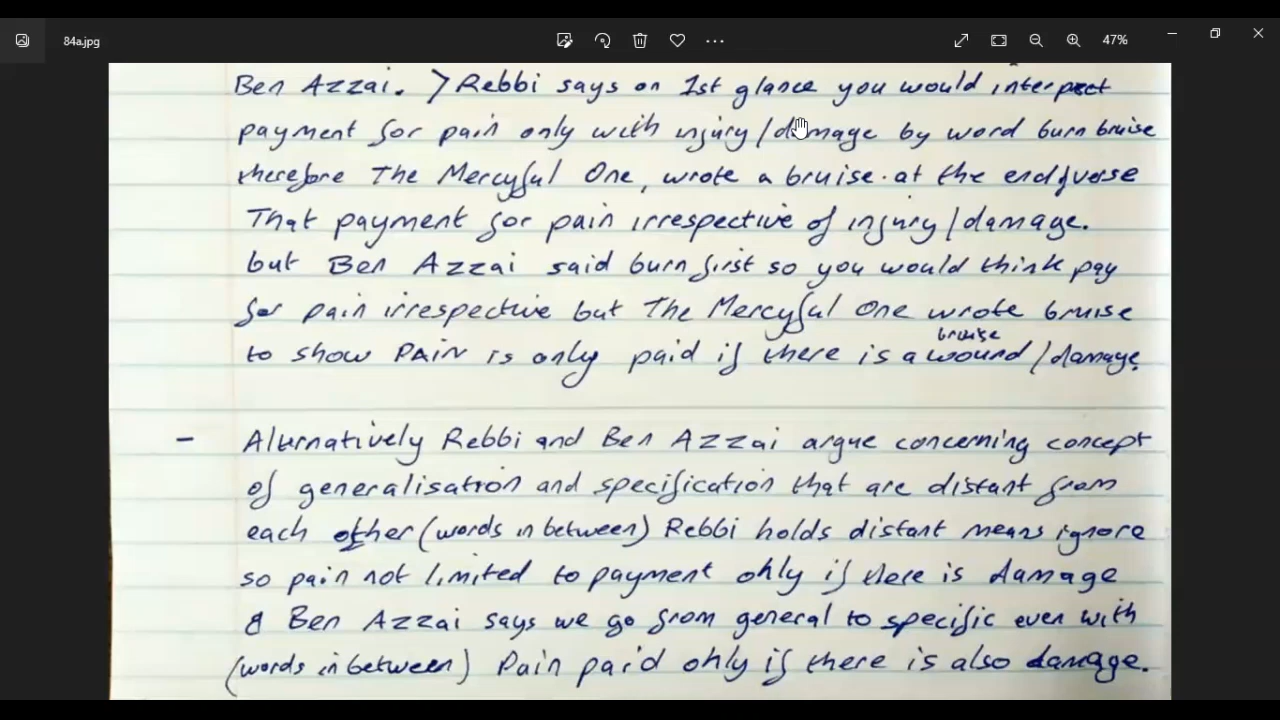 84a.jpg
47%
Ben Azzai. > Rebbi says on 1st glance you would interpret
payment for pain only with injury/damage by word burn bruise
therefore The Mercyful One, wrote a bruise. at the end of verse
That payment for pain irrespective of injury/damage.
but Ben Azzai said burn first so you would think pay
for pain irrespective but The Mercyful One wrote bruise
bruise
to show PAIN is only paid if there is a wound/damage.
- Alurnatively Rebbi and Ben Azzai argue concerning concept
of generalisation and specification that are distant from
each other (words in between) Rebbi holds distant means ignore
so pain not limited to payment only if there is damage
& Ben Azzai says we go from general to specific even with
(words in between) Pain paid only if there is also damage.